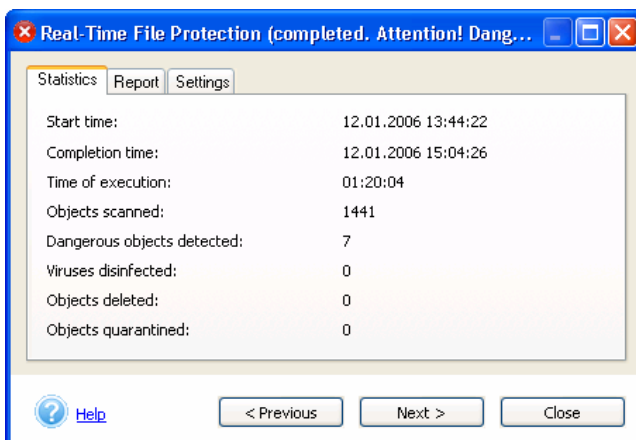 Real-Time File Protection (completed. Attention! Dang...
Statistics Report Settings
Start time: 12.01.2006 13:44:22
Completion time: 12.01.2006 15:04:26
Time of execution: 01:20:04
Objects scanned: 1441
Dangerous objects detected: 7
Viruses disinfected: 0
Objects deleted: 0
Objects quarantined: 0
Help < Previous Next > Close